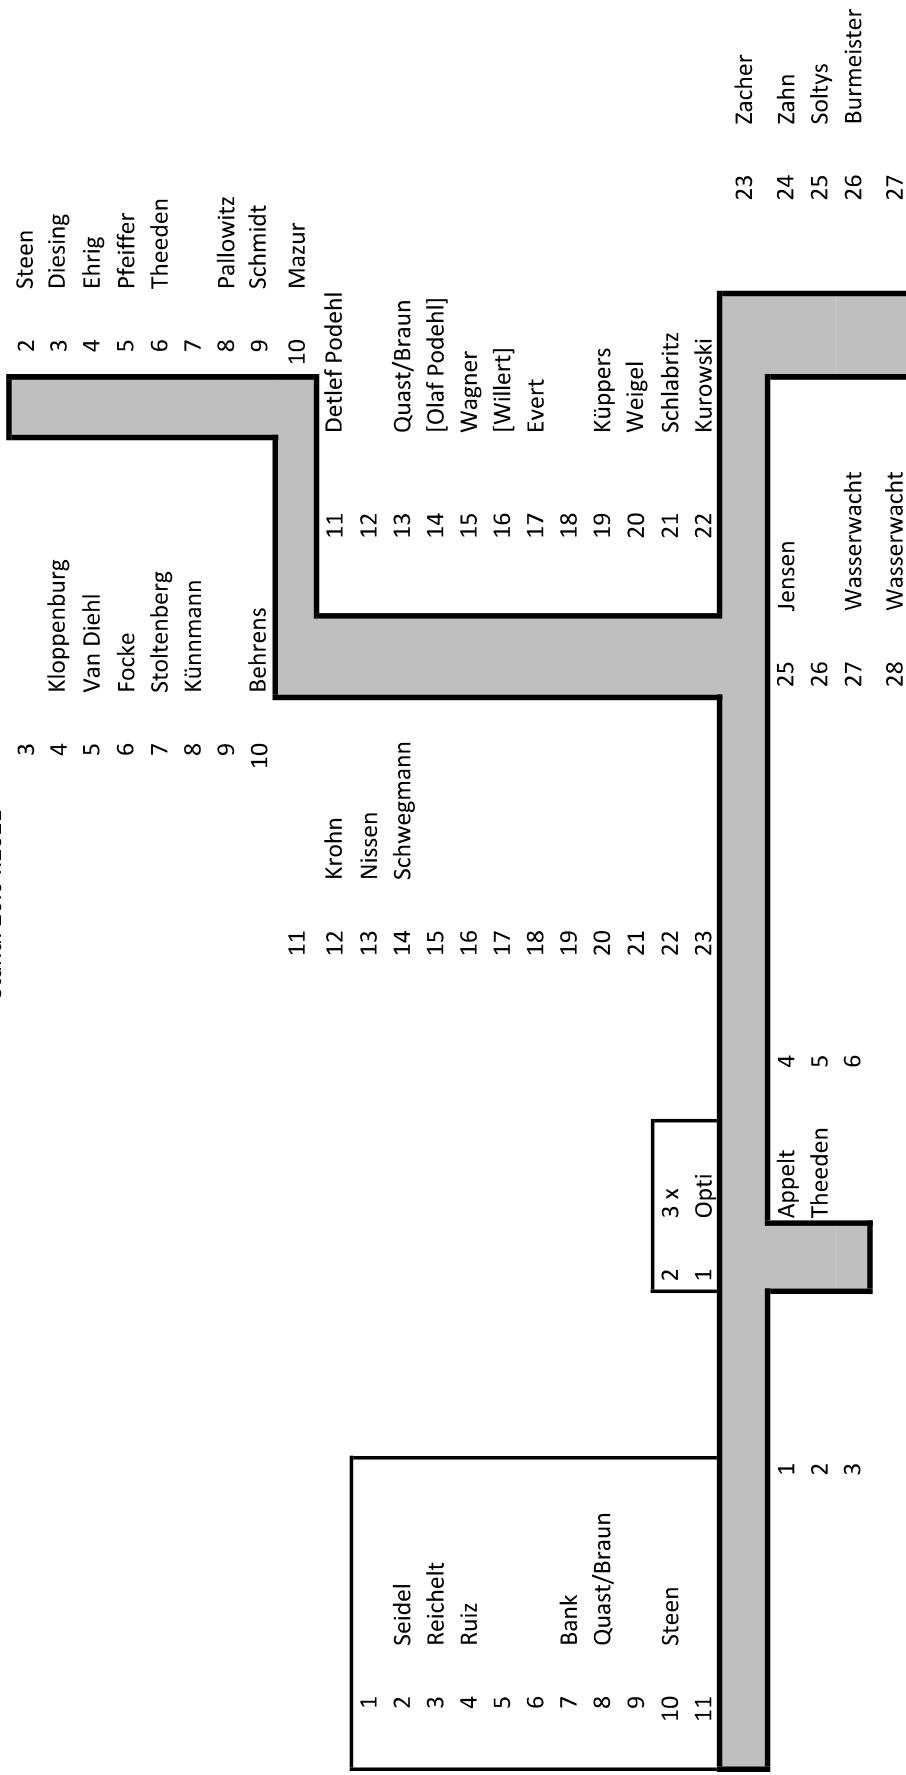 3 2 Steen
4 Kloppenburg 3 Diesing
5 Van Diehl 4 Ehrig
6 Focke 5 Pfeiffer
7 Stoltenberg 6 Theeden
8 Künnmann 7
9 8 Pallowitz
10 Behrens 9 Schmidt
11 10 Mazur
12 Krohn 11 Detlef Podehl
1 13 Nissen 12
2 Seidel 14 Schwegmann 13 Quast/Braun
3 Reichelt 15 14 [Olaf Podehl]
4 Ruiz 16 15 Wagner
5 17 16 [Willert]
6 18 17 Evert
7 Bank 19 18
8 Quast/Braun 20 19 Küppers
9 21 20 Weigel
10 Steen 2 3 x 22 21 Schlabritz
11 1 Opti 23 22 Kurowski
23 Zacher
1 Appelt 4 25 Jensen 24 Zahn
2 Theeden 5 26 25 Soltys
3 6 27 Wasserwacht 26 Burmeister
28 Wasserwacht 27